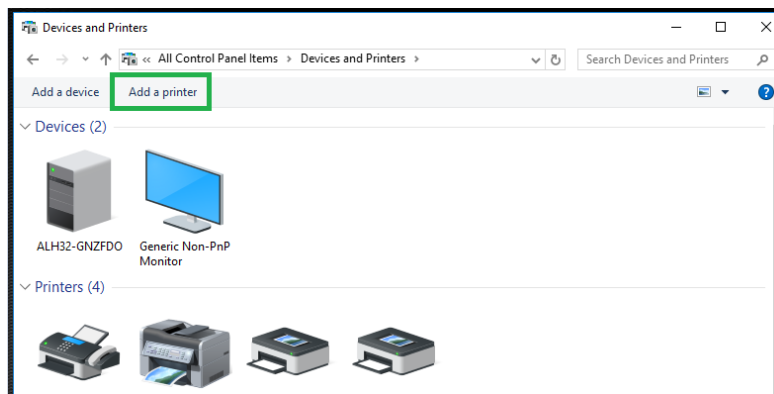 Devices and Printers
« All Control Panel Items > Devices and Printers >
Search Devices and Printers
Add a device
Add a printer
?
Devices (2)
ALH32-GNZFDO
Generic Non-PnP
Monitor
Printers (4)